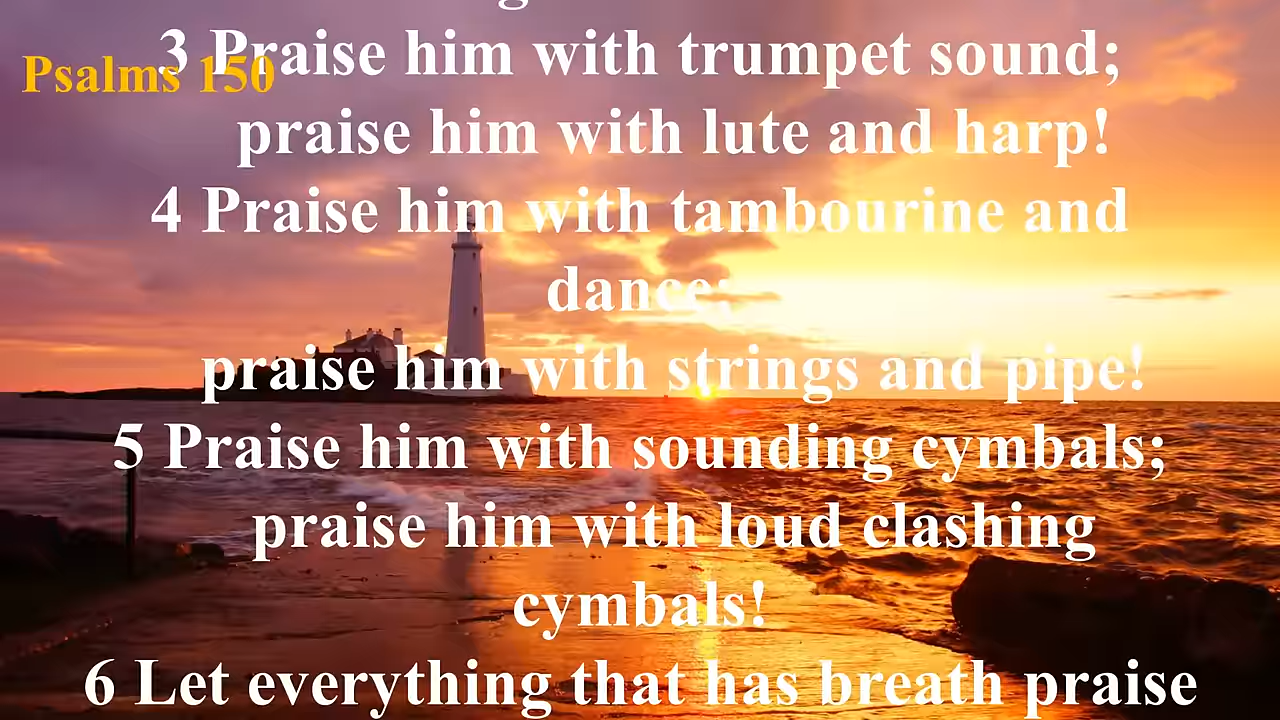 3 Praise him with trumpet sound;
Psalms 150
praise him with lute and harp!
4 Praise him with tambourine and
dance;
praise him with strings and pipe!
5 Praise him with sounding cymbals;
praise him with loud clashing
cymbals!
6 Let everything that has breath praise